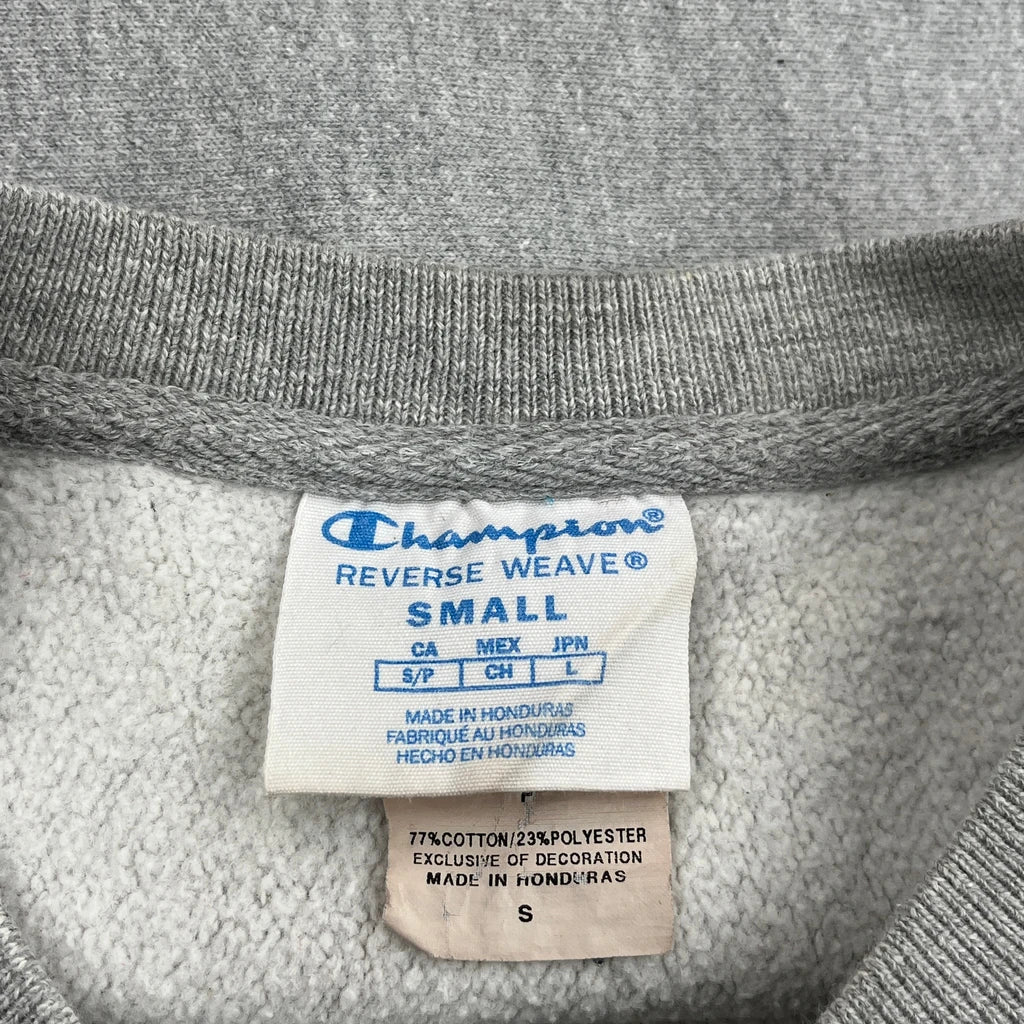 Champion®
REVERSE WEAVE®
SMALL
CA MEX JPN
S/P CH L
MADE IN HONDURAS
FABRIQUÉ AU HONDURAS
HECHO EN HONDURAS
77%COTTON/23%POLYESTER
EXCLUSIVE OF DECORATION
MADE IN HONDURAS
S